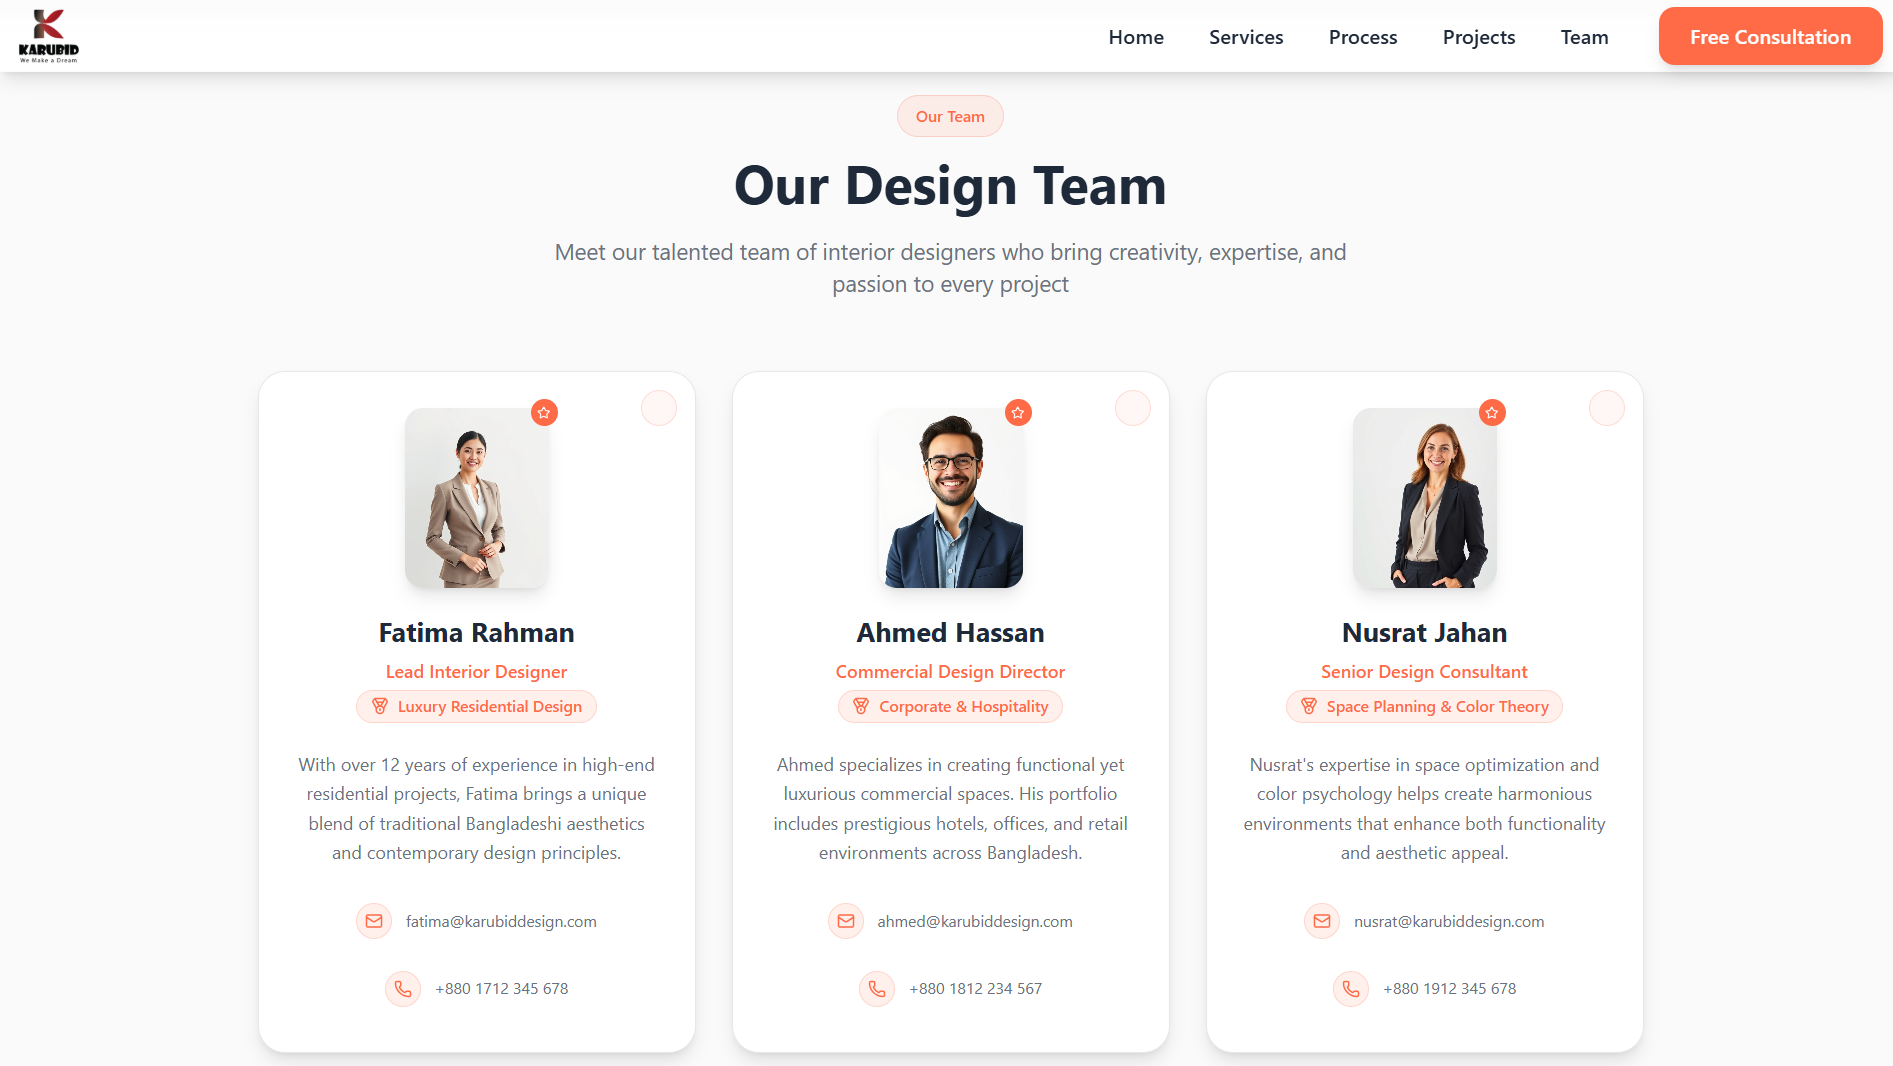 KARUBID
We Make a Dream
Home
Services
Process
Projects
Team
Free Consultation
Our Team
Our Design Team
Meet our talented team of interior designers who bring creativity, expertise, and
passion to every project
Fatima Rahman
Lead Interior Designer
Luxury Residential Design
With over 12 years of experience in high-end
residential projects, Fatima brings a unique
blend of traditional Bangladeshi aesthetics
and contemporary design principles.
fatima@karubiddesign.com
+880 1712 345 678
Ahmed Hassan
Commercial Design Director
Corporate & Hospitality
Ahmed specializes in creating functional yet
luxurious commercial spaces. His portfolio
includes prestigious hotels, offices, and retail
environments across Bangladesh.
ahmed@karubiddesign.com
+880 1812 234 567
Nusrat Jahan
Senior Design Consultant
Space Planning & Color Theory
Nusrat's expertise in space optimization and
color psychology helps create harmonious
environments that enhance both functionality
and aesthetic appeal.
nusrat@karubiddesign.com
+880 1912 345 678